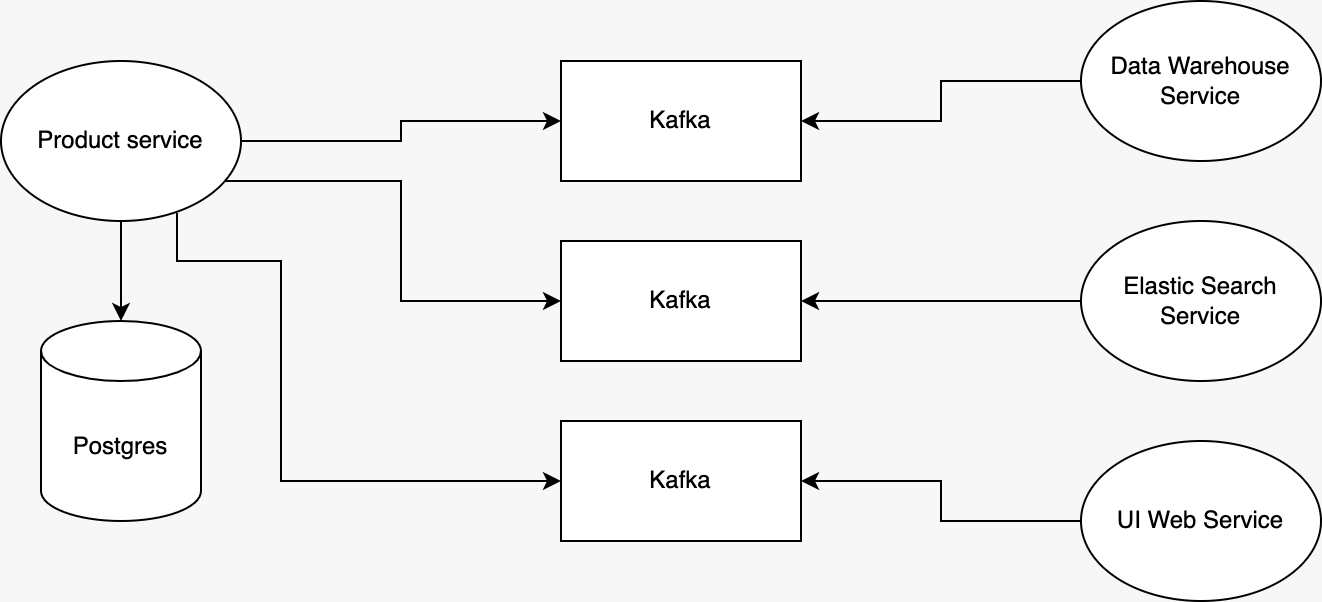 Product service
Postgres
Kafka
Kafka
Kafka
Data Warehouse
Service
Elastic Search
Service
UI Web Service